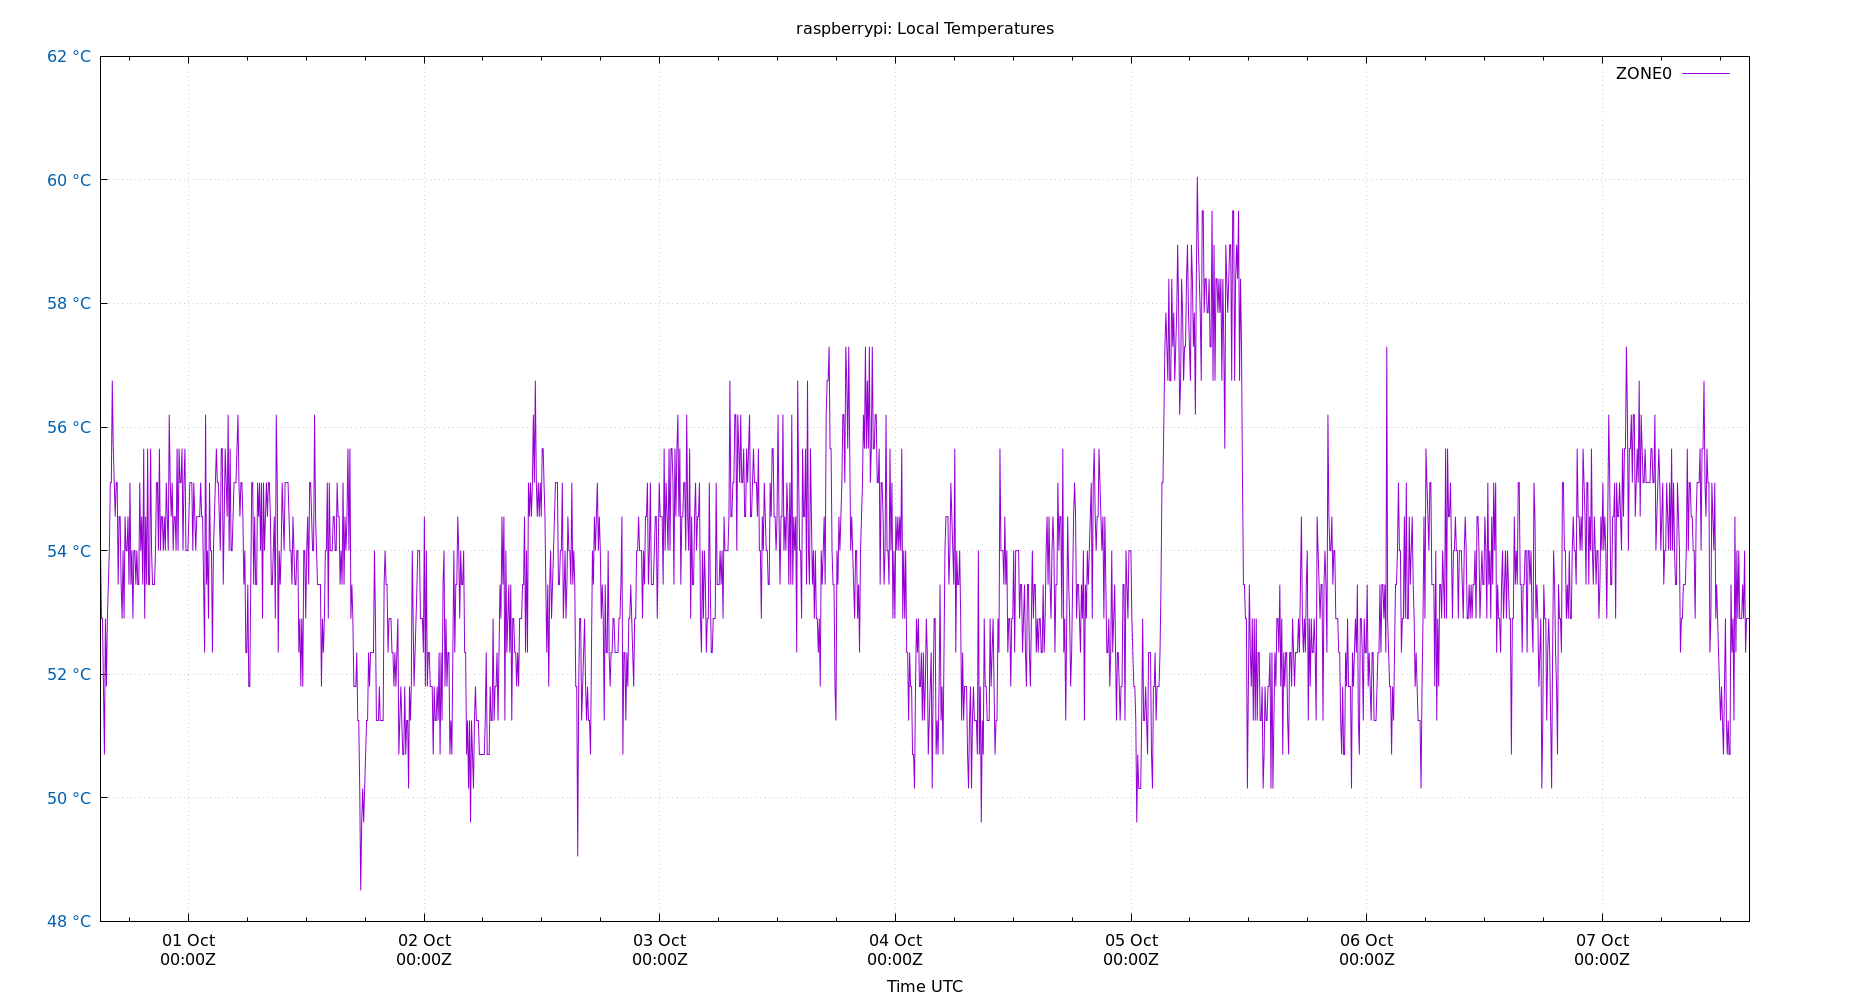 raspberrypi: Local Temperatures
ZONE0
62 °C
60 °C
58 °C
56 °C
54 °C
52 °C
50 °C
48 °C
01 Oct 02 Oct 03 Oct 04 Oct 05 Oct 06 Oct 07 Oct
00:00Z 00:00Z 00:00Z 00:00Z 00:00Z 00:00Z 00:00Z
Time UTC